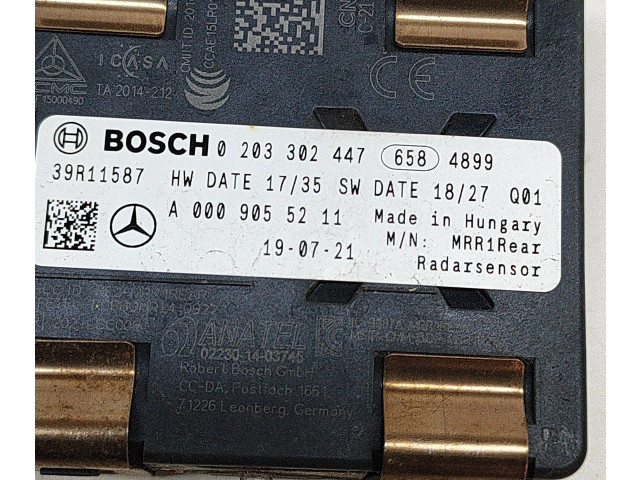 ICASA
TA 2014-212
15000490
BOSCH 0 203 302 447 658 4899
39R11587 HW DATE 17/35 SW DATE 18/27 Q01
A 000 905 52 11 Made in Hungary
19-07-21 M/N: MRR1Rear
Radarsensor
ANATEL
02230-14-03745
Robert Bosch GmbH
CC-DA, Postfach 1661,
71226 Leonberg, Germany